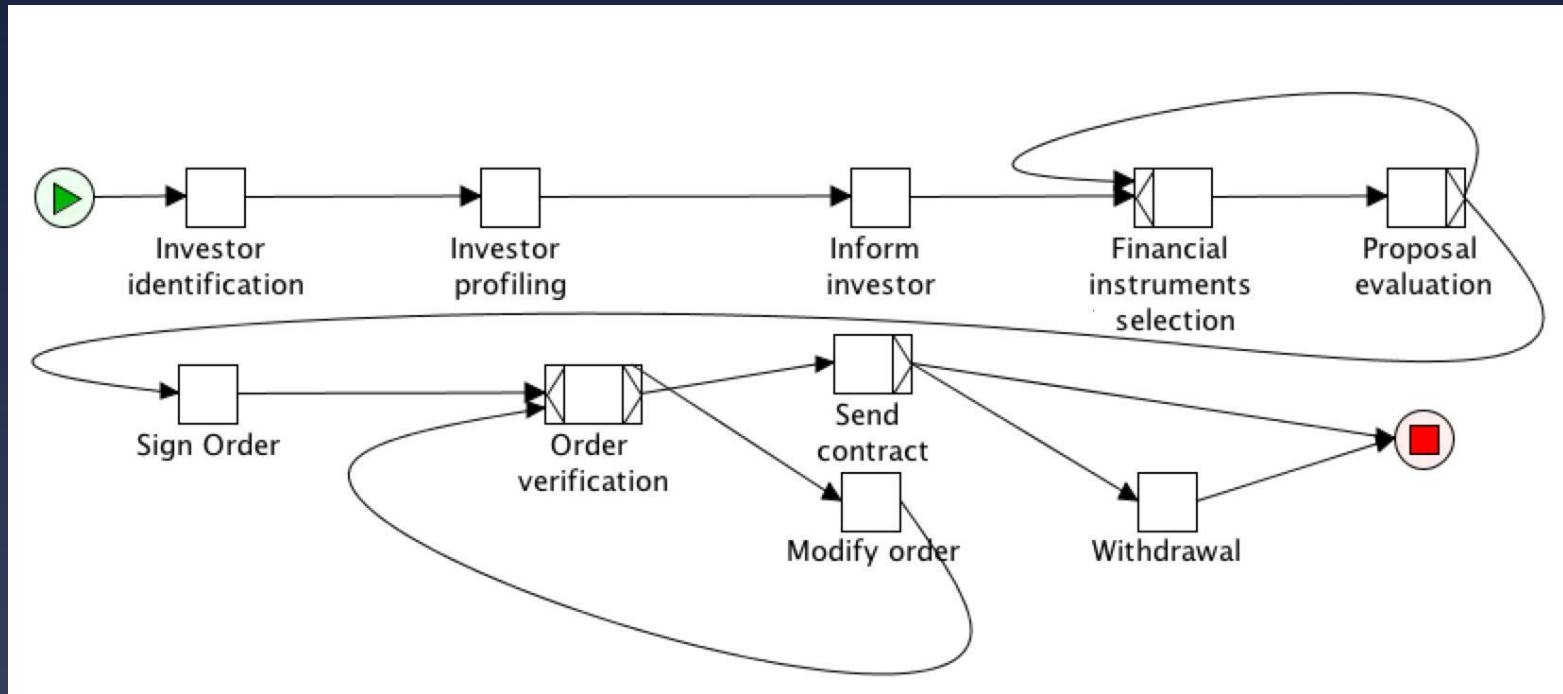 Investor
identification
Investor
profiling
Inform
investor
Financial
instruments
selection
Proposal
evaluation
Sign Order
Order
verification
Send
contract
Modify order
Withdrawal